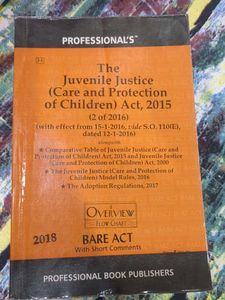 PROFESSIONAL'S™
The
Juvenile Justice
(Care and Protection
of Children) Act, 2015
(2 of 2016)
(with effect from 15-1-2016, vide S.O. 110(E),
dated 12-1-2016)
alongwith
★ Comparative Table of Juvenile Justice (Care and
Protection of Children) Act, 2015 and Juvenile Justice
(Care and Protection of Children) Act, 2000
★ The Juvenile Justice (Care and Protection of
Children) Model Rules, 2016
★ The Adoption Regulations, 2017
OVERVIEW
FLOW CHART
2018
BARE ACT
With Short Comments
PROFESSIONAL BOOK PUBLISHERS